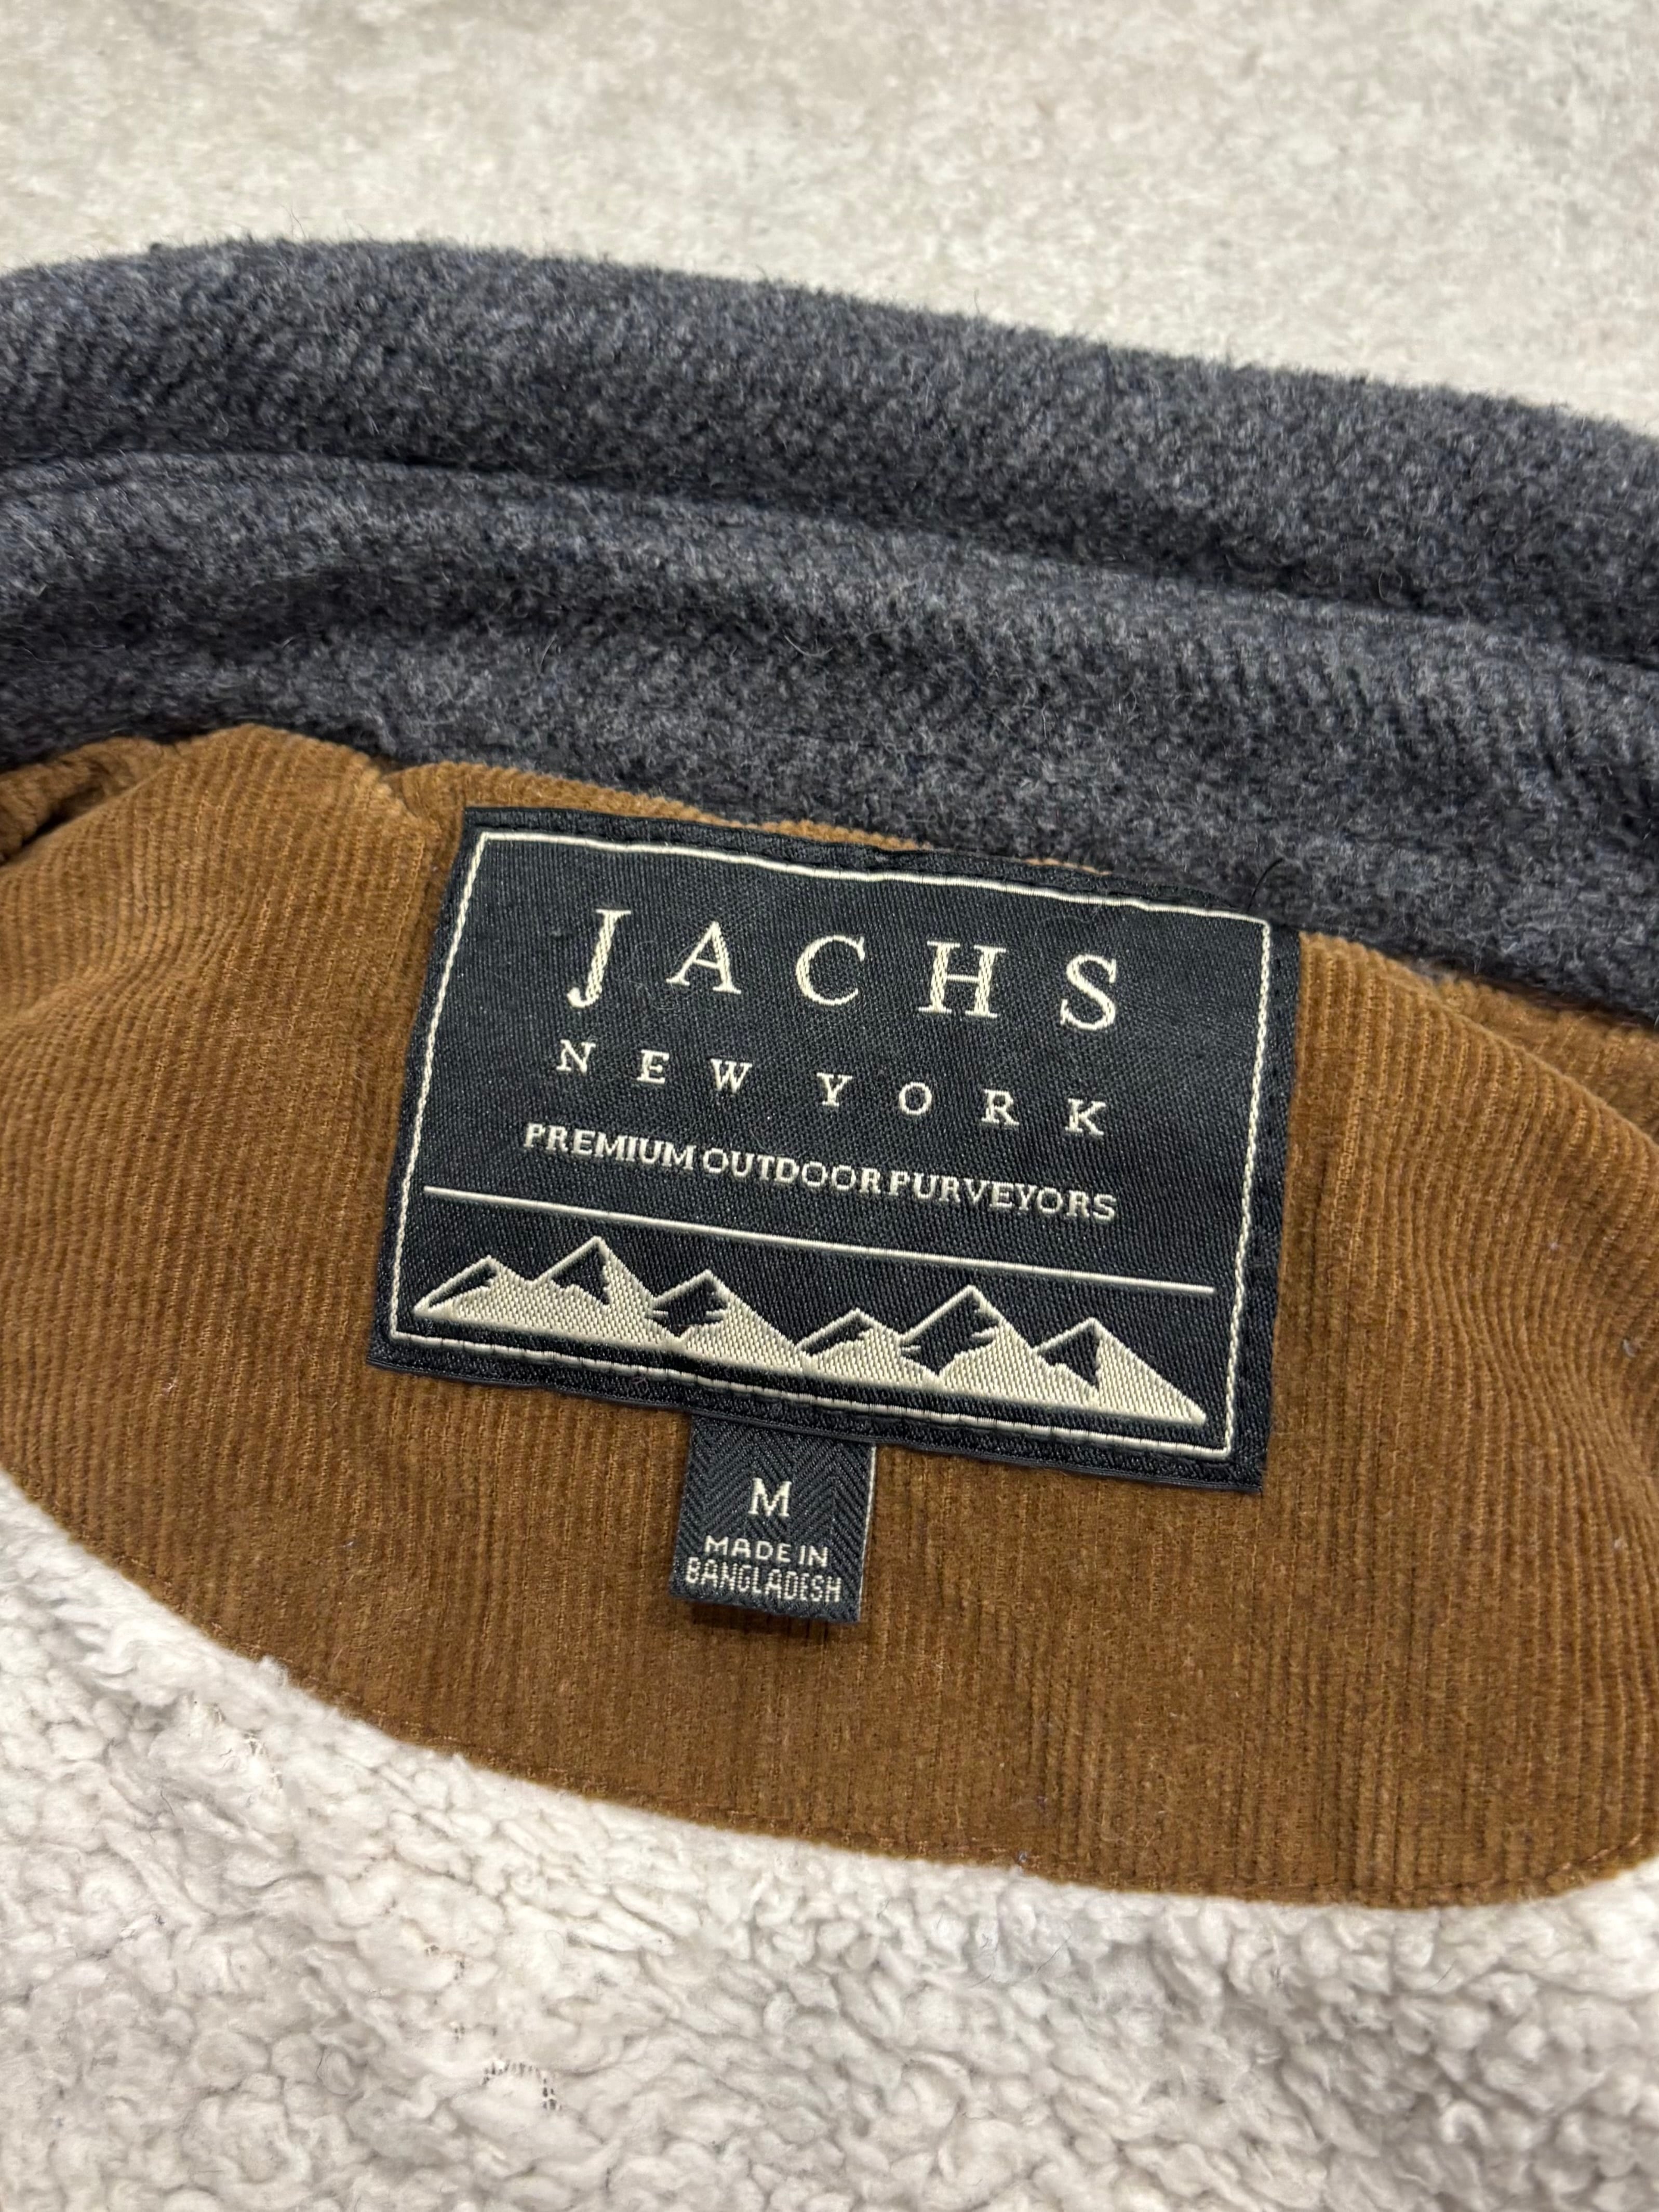 JACHS
NEW YORK
PREMIUM OUTDOOR PURVEYORS
M
MADE IN
BANGLADESH